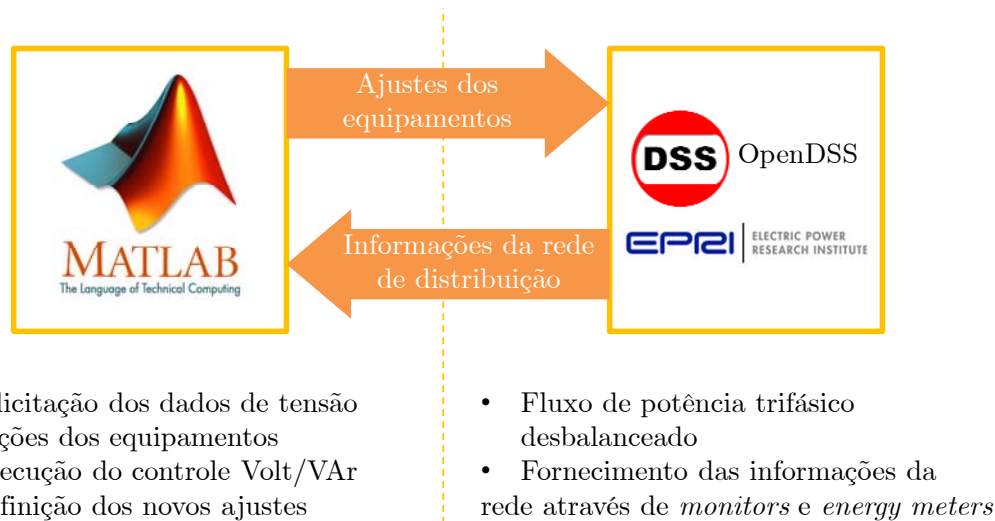 Ajustes dos
equipamentos
DSS OpenDSS
Informações da rede
de distribuição
MATLAB
The Language of Technical Computing
EPRI ELECTRIC POWER
RESEARCH INSTITUTE
licitação dos dados de tensão
ções dos equipamentos
ecução do controle Volt/VAr
finição dos novos ajustes
• Fluxo de potência trifásico
desbalanceado
• Fornecimento das informações da
rede através de monitors e energy meters